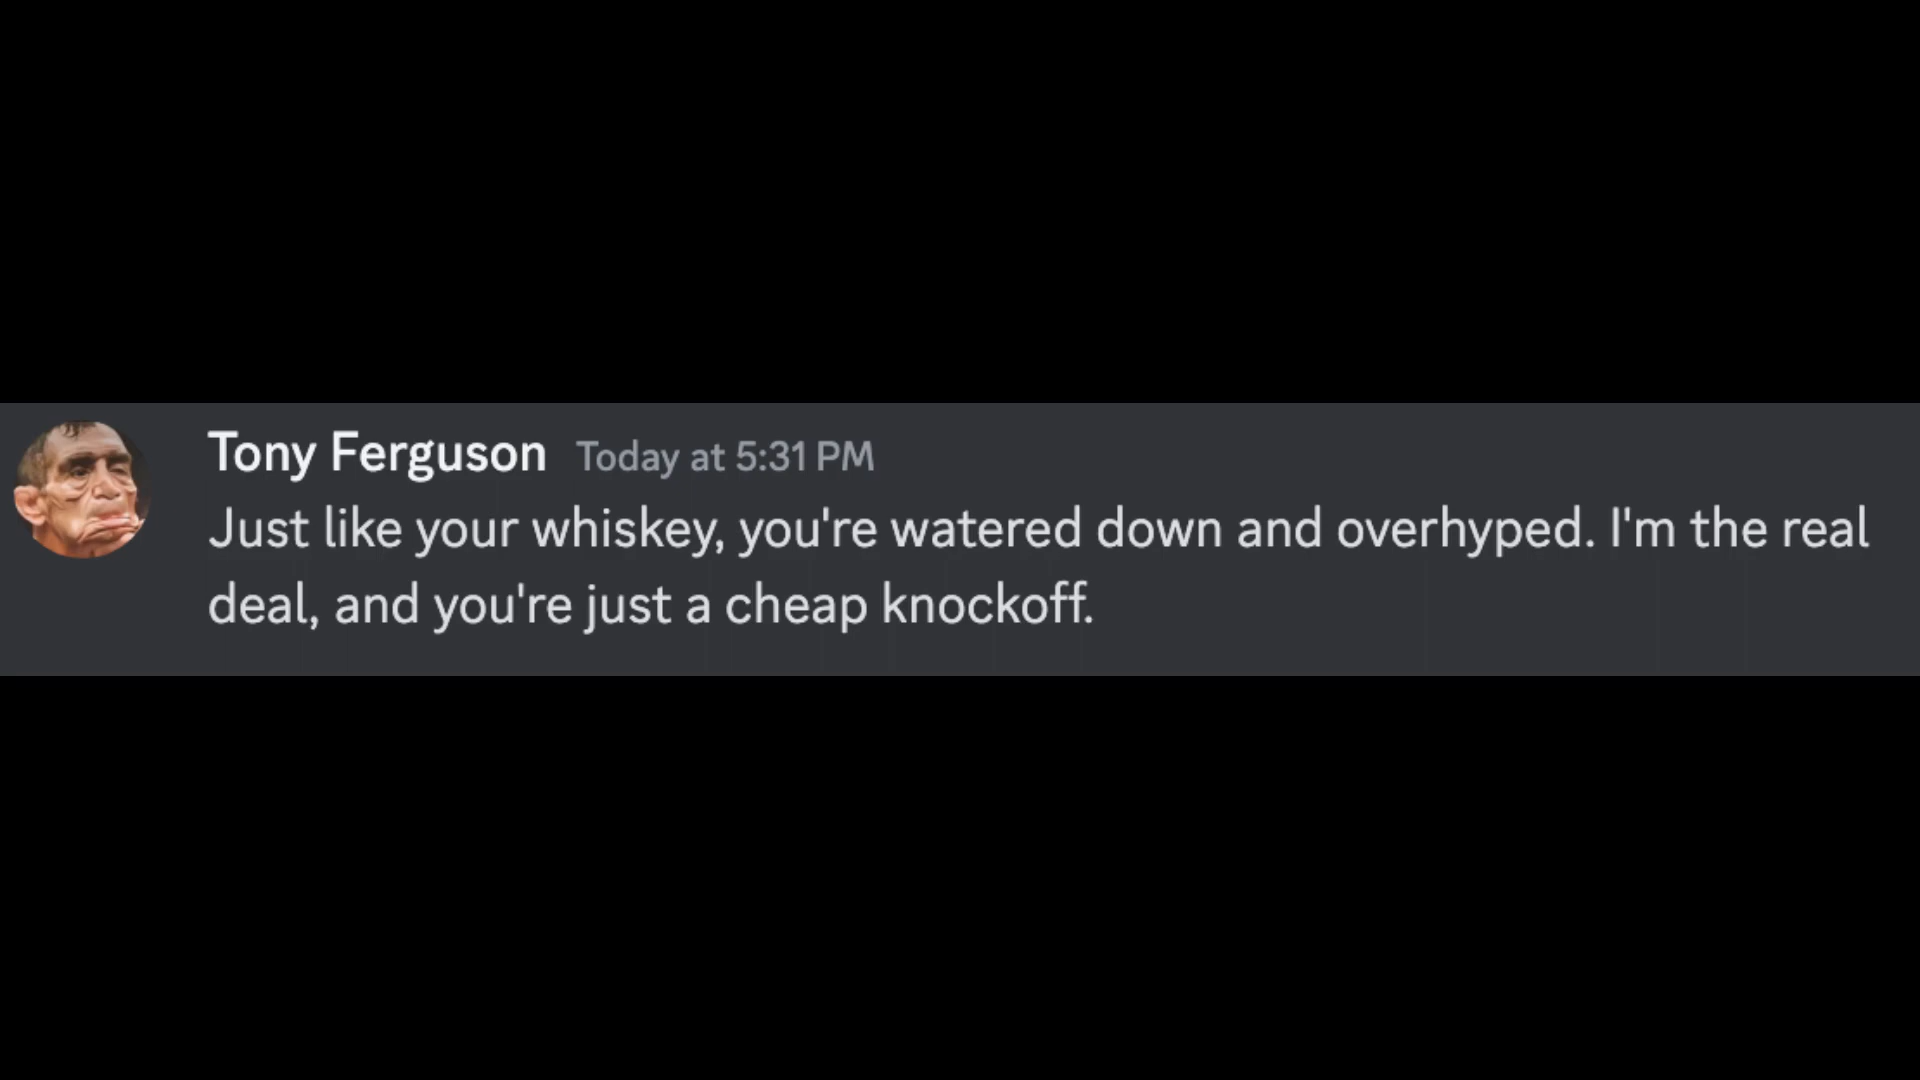 Tony Ferguson Today at 5:31 PM
Just like your whiskey, you're watered down and overhyped. I'm the real
deal, and you're just a cheap knockoff.